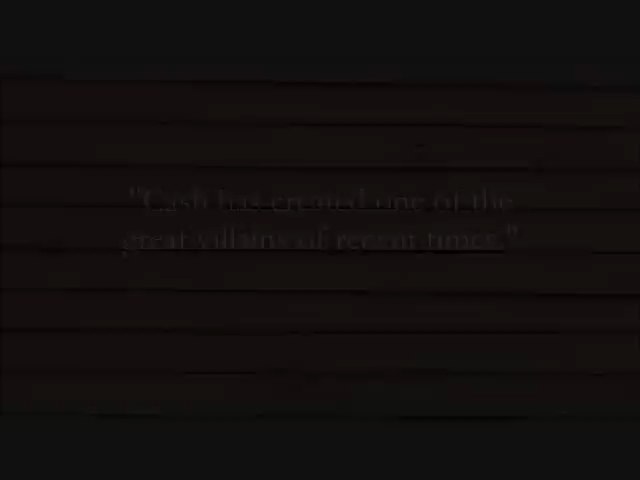 "Cash has created one of the
great villains of recent times."